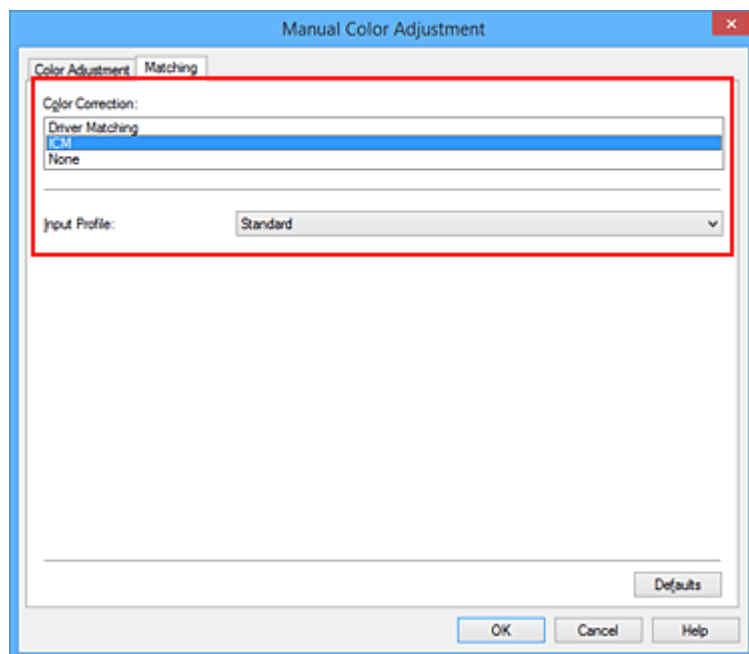 Manual Color Adjustment
Color Adjustment Matching
Color Correction:
Driver Matching
ICM
None
Input Profile: Standard
Defaults
OK Cancel Help